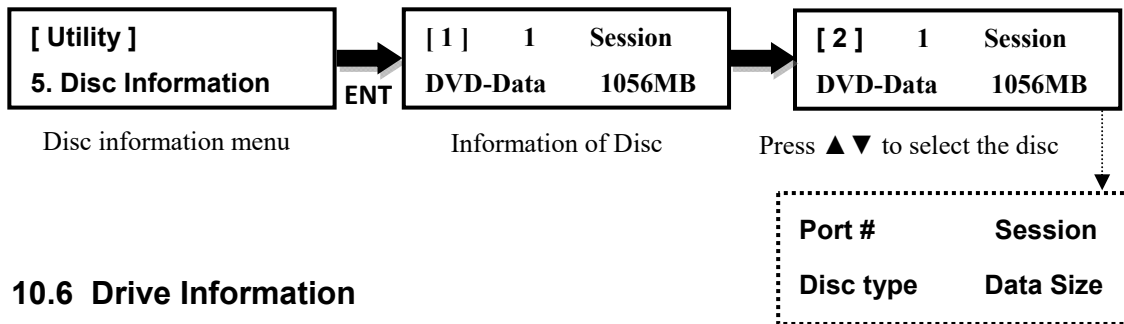 [ Utility ]
5. Disc Information
ENT
[ 1 ] 1 Session
DVD-Data 1056MB
[ 2 ] 1 Session
DVD-Data 1056MB
Disc information menu
Information of Disc
Press ▲▼ to select the disc
Port # Session
Disc type Data Size
10.6 Drive Information